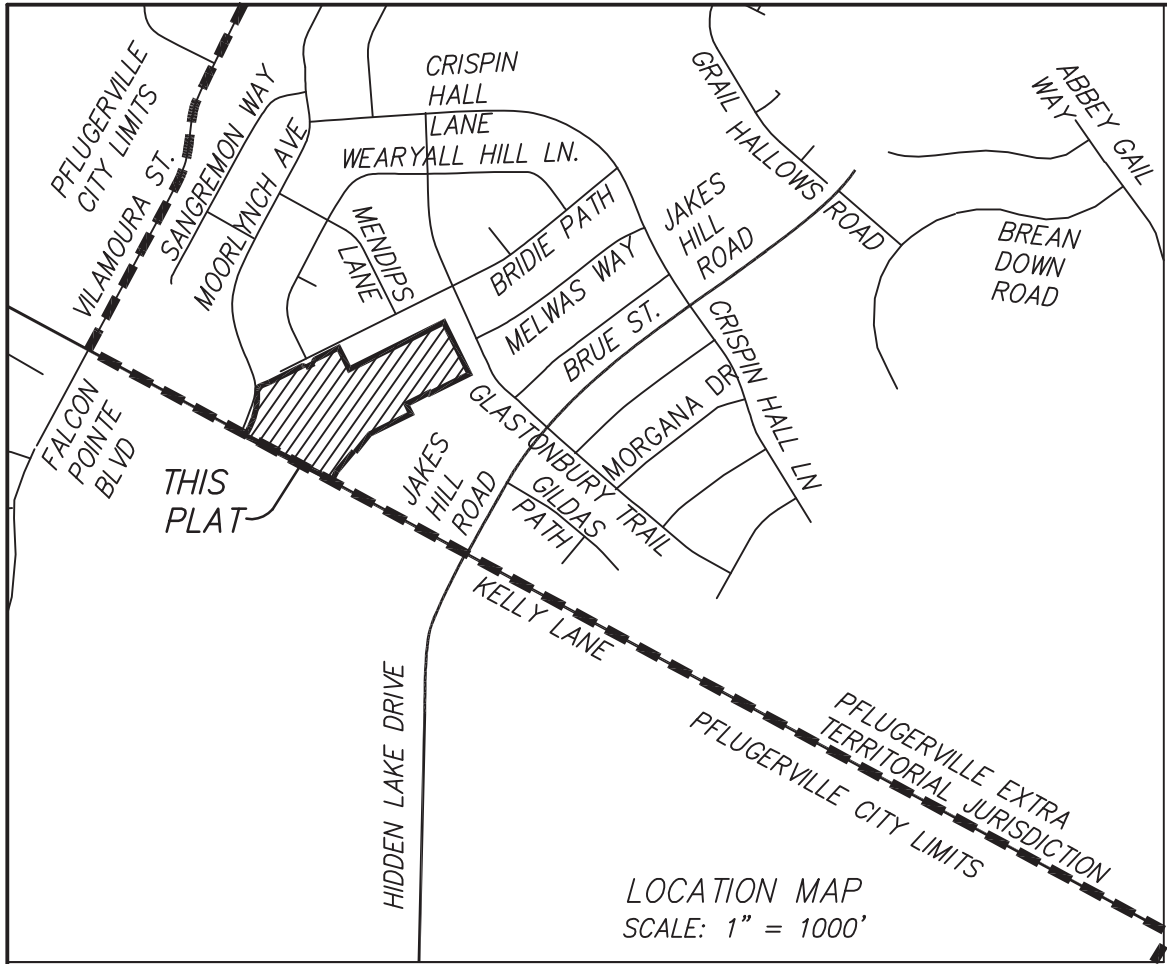 PFLUGERVILLE
CITY LIMITS
VILAMOURA ST.
SANGREMON WAY
MOORLYNCH AVE
CRISPIN
HALL
LANE
WEARYALL HILL LN.
MENDIPS
LANE
BRIDIE PATH
MELWAS WAY
BRUE ST.
JAKES
HILL
ROAD
GRAIL HALLOWS ROAD
ABBEY GAIL
WAY
BREAN
DOWN
ROAD
CRISPIN HALL LN
MORGANA DR
GLASTONBURY TRAIL
GILDAS
PATH
JAKES
HILL
ROAD
FALCON
POINTE
BLVD
THIS
PLAT
KELLY LANE
HIDDEN LAKE DRIVE
PFLUGERVILLE EXTRA
TERRITORIAL JURISDICTION
PFLUGERVILLE CITY LIMITS
LOCATION MAP
SCALE: 1” = 1000’